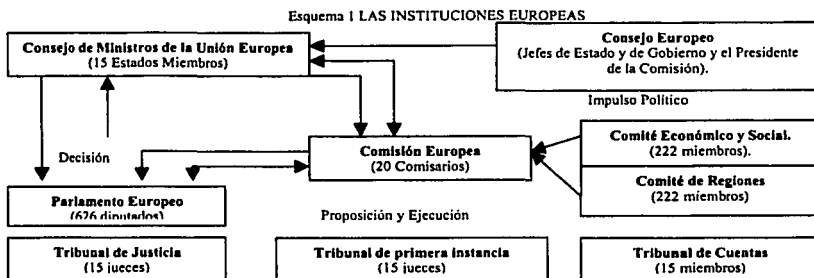 Esquema 1 LAS INSTITUCIONES EUROPEAS
Consejo de Ministros de la Unión Europea
(15 Estados Miembros)
Consejo Europeo
(Jefes de Estado y de Gobierno y el Presidente
de la Comisión).
Impulso Político
Decisión
Comisión Europea
(20 Comisarios)
Comité Económico y Social.
(222 miembros).
Comité de Regiones
(222 miembros)
Parlamento Europeo
(626 diputados)
Proposición y Ejecución
Tribunal de Justicia
(15 jueces)
Tribunal de primera instancia
(15 jueces)
Tribunal de Cuentas
(15 miembros)